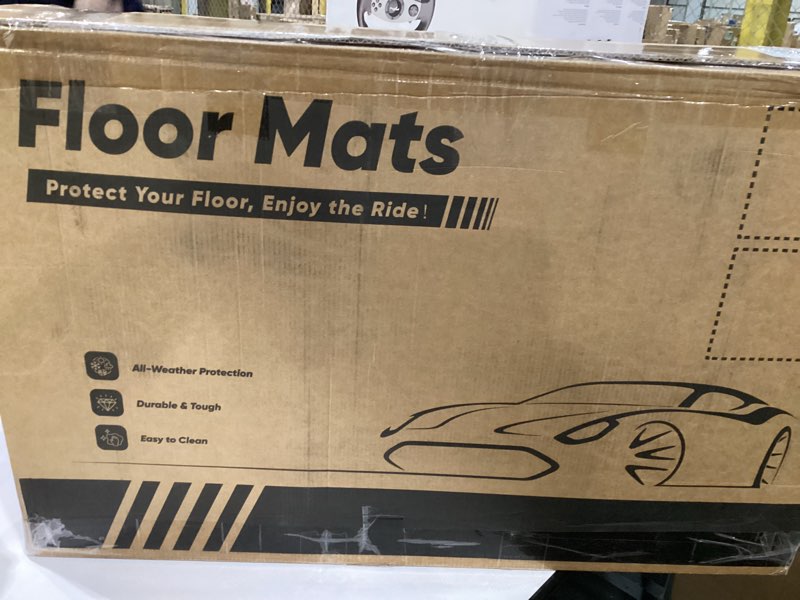 Floor Mats
Protect Your Floor, Enjoy the Ride!
All-Weather Protection
Durable & Tough
Easy to Clean